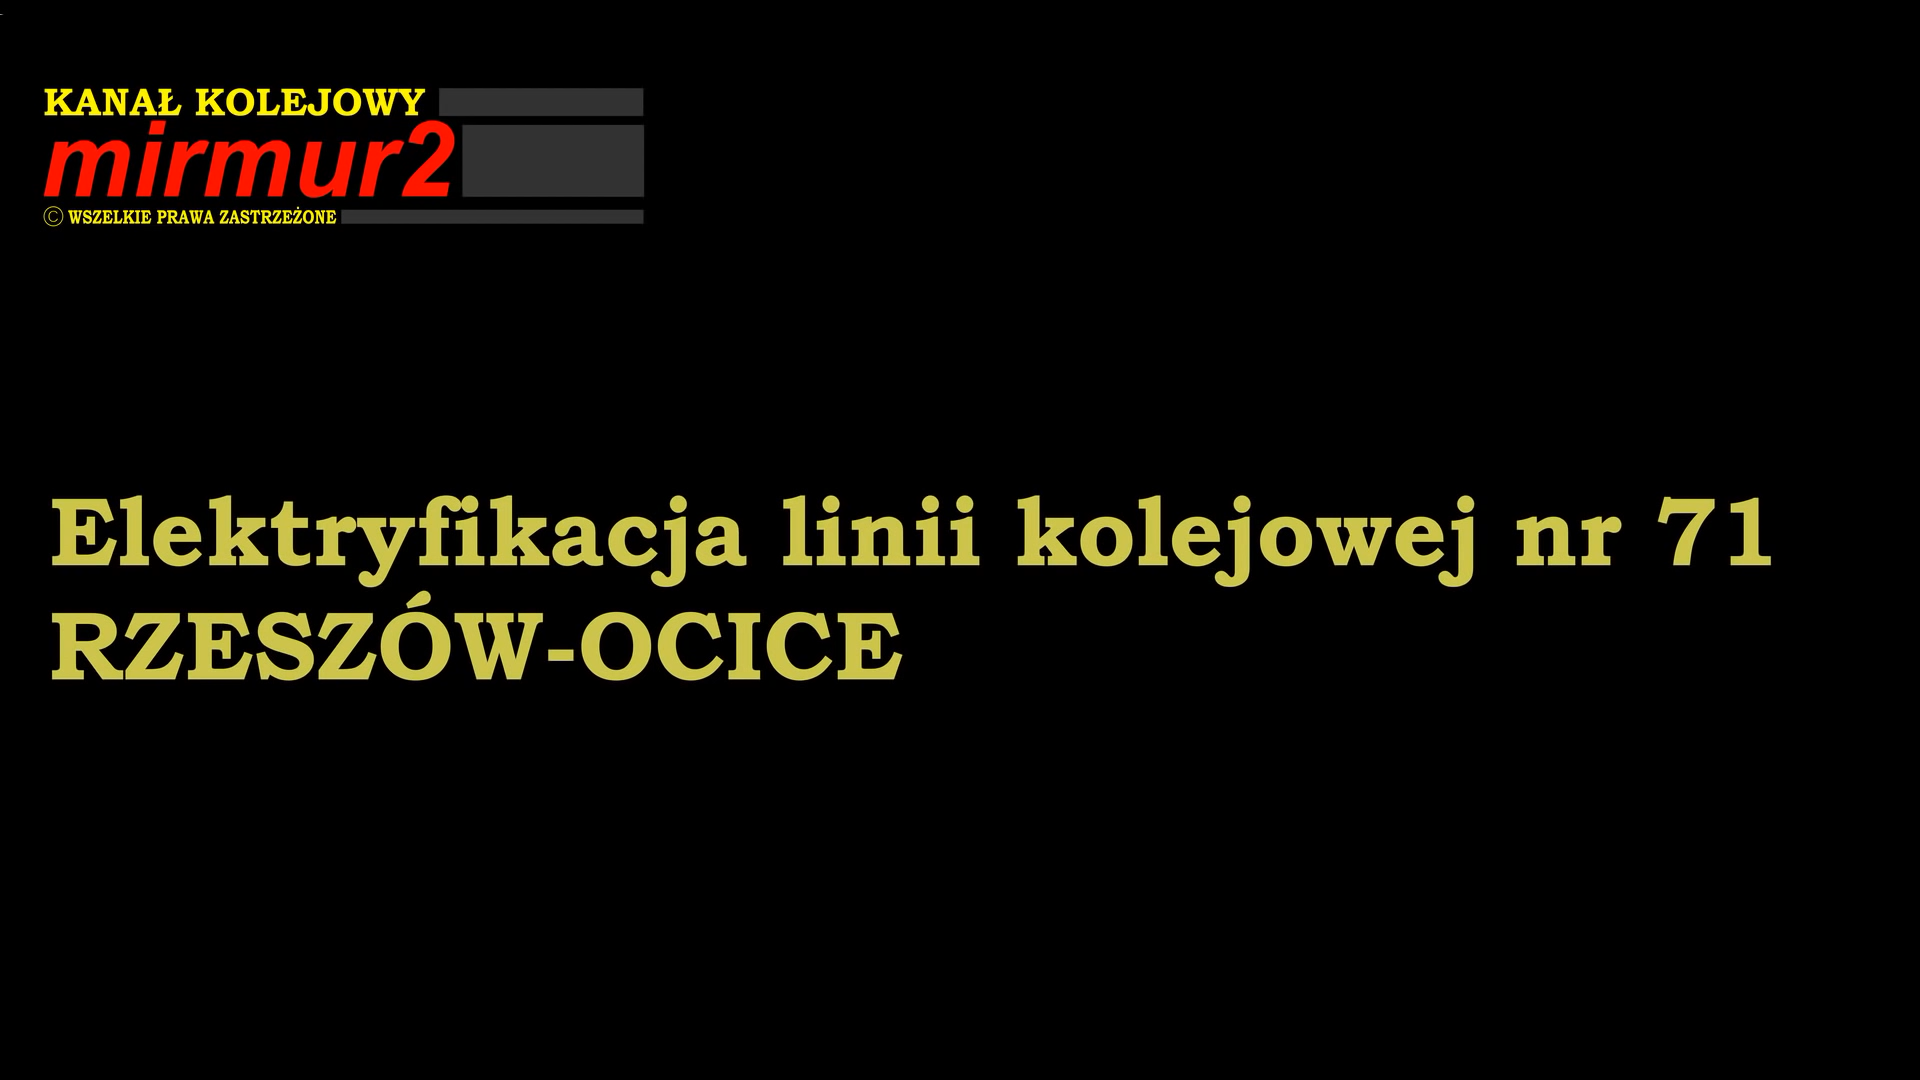 KANAŁ KOLEJOWY
mirmur2
© WSZELKIE PRAWA ZASTRZEŻONE
Elektryfikacja linii kolejowej nr 71
RZESZÓW-OCICE